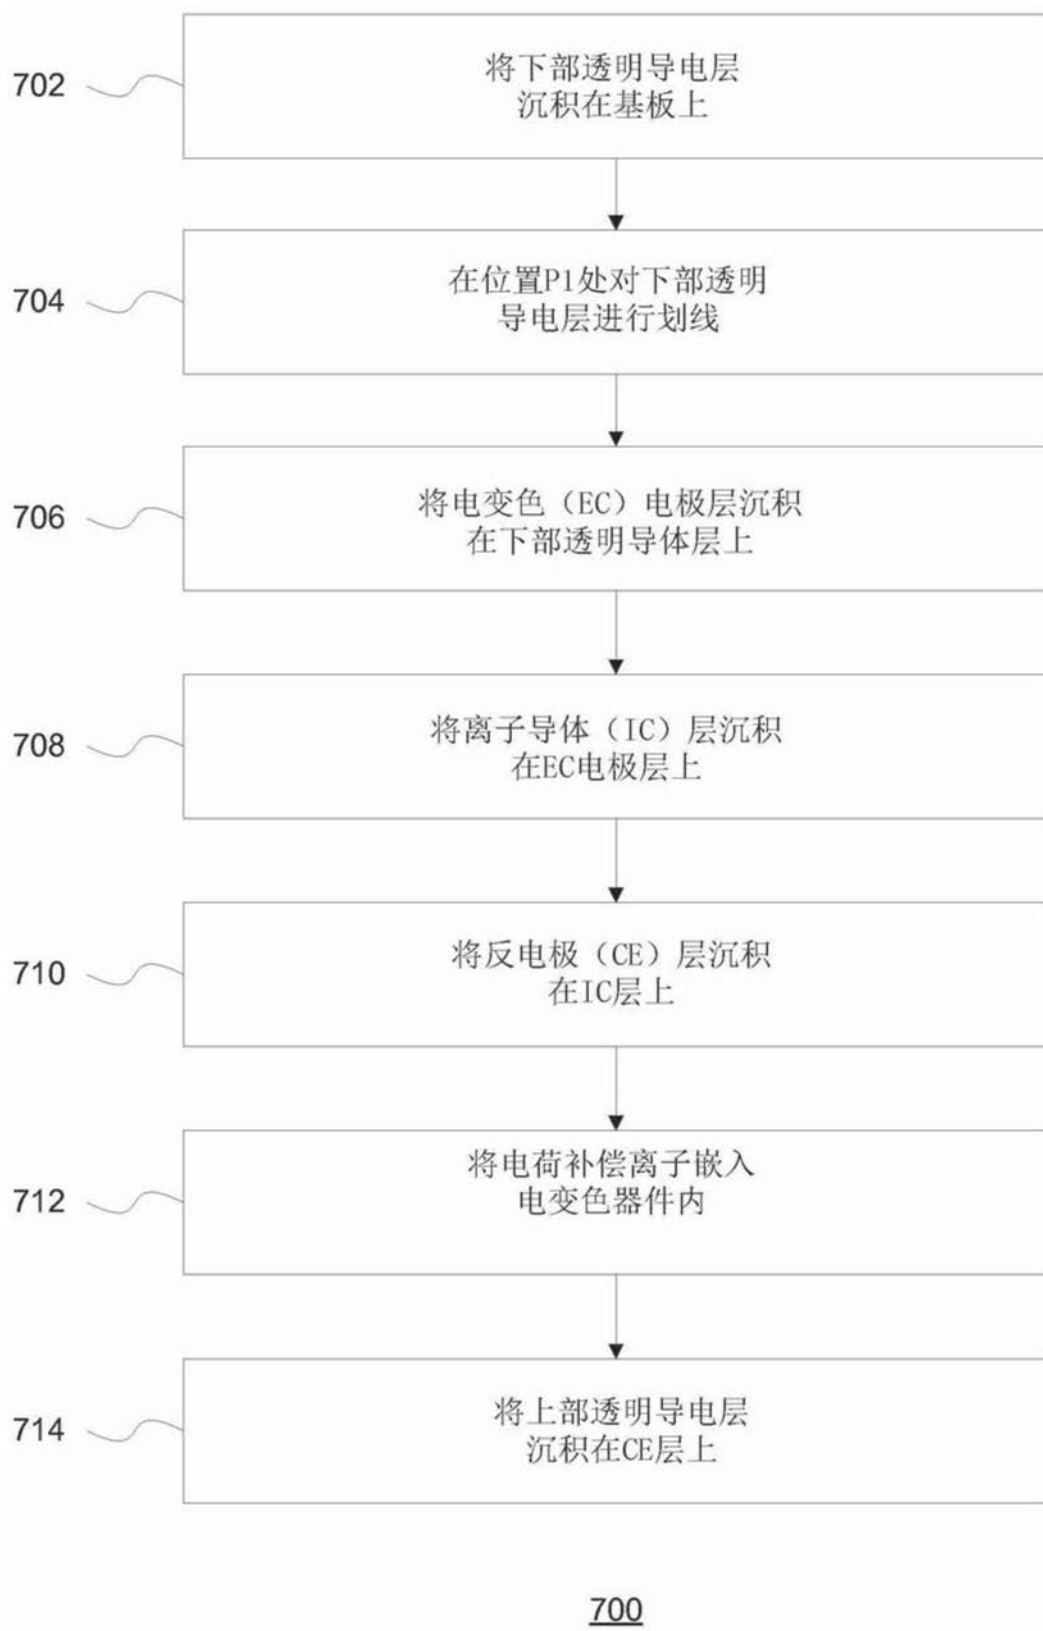 702
将下部透明导电层
沉积在基板上
704
在位置P1处对下部透明
导电层进行划线
706
将电变色（EC）电极层沉积
在下部透明导体层上
708
将离子导体（IC）层沉积
在EC电极层上
710
将反电极（CE）层沉积
在IC层上
712
将电荷补偿离子嵌入
电变色器件内
714
将上部透明导电层
沉积在CE层上
700